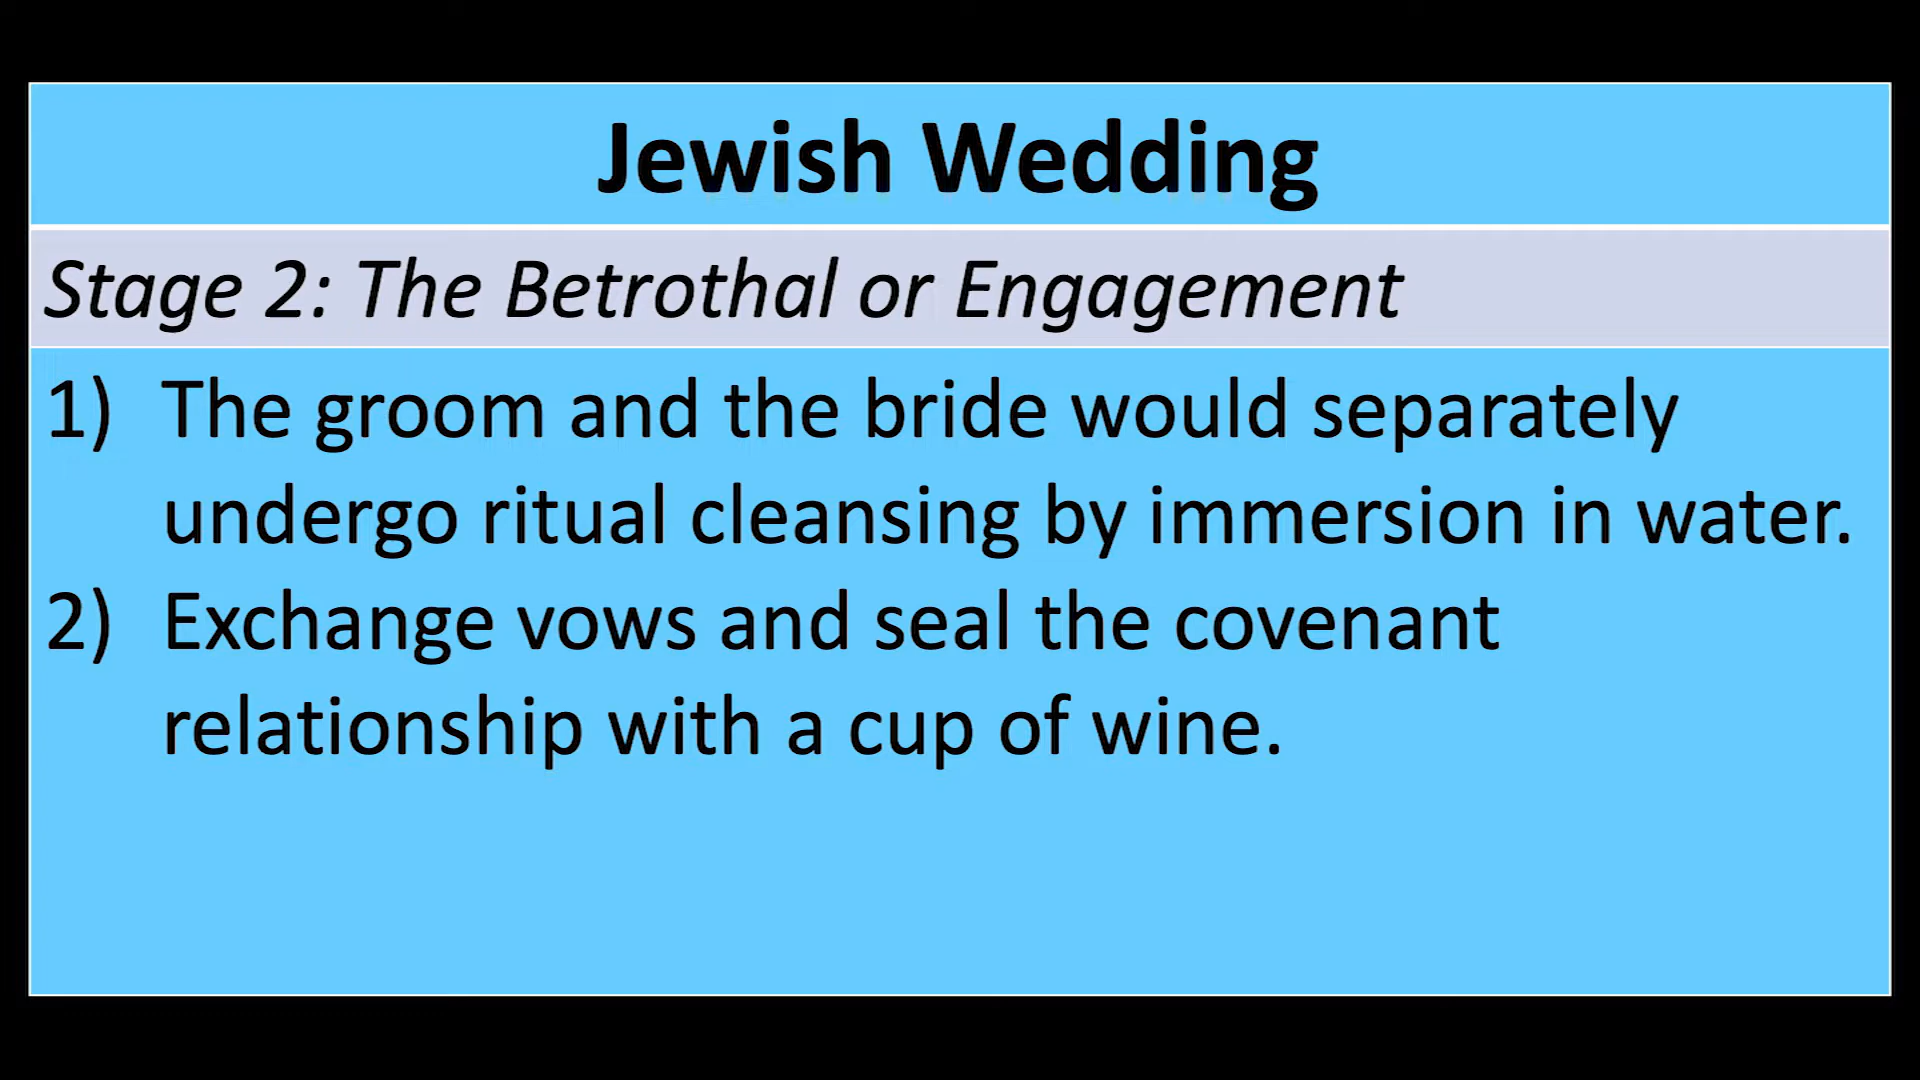 Jewish Wedding
Stage 2: The Betrothal or Engagement
1) The groom and the bride would separately
undergo ritual cleansing by immersion in water.
2) Exchange vows and seal the covenant
relationship with a cup of wine.